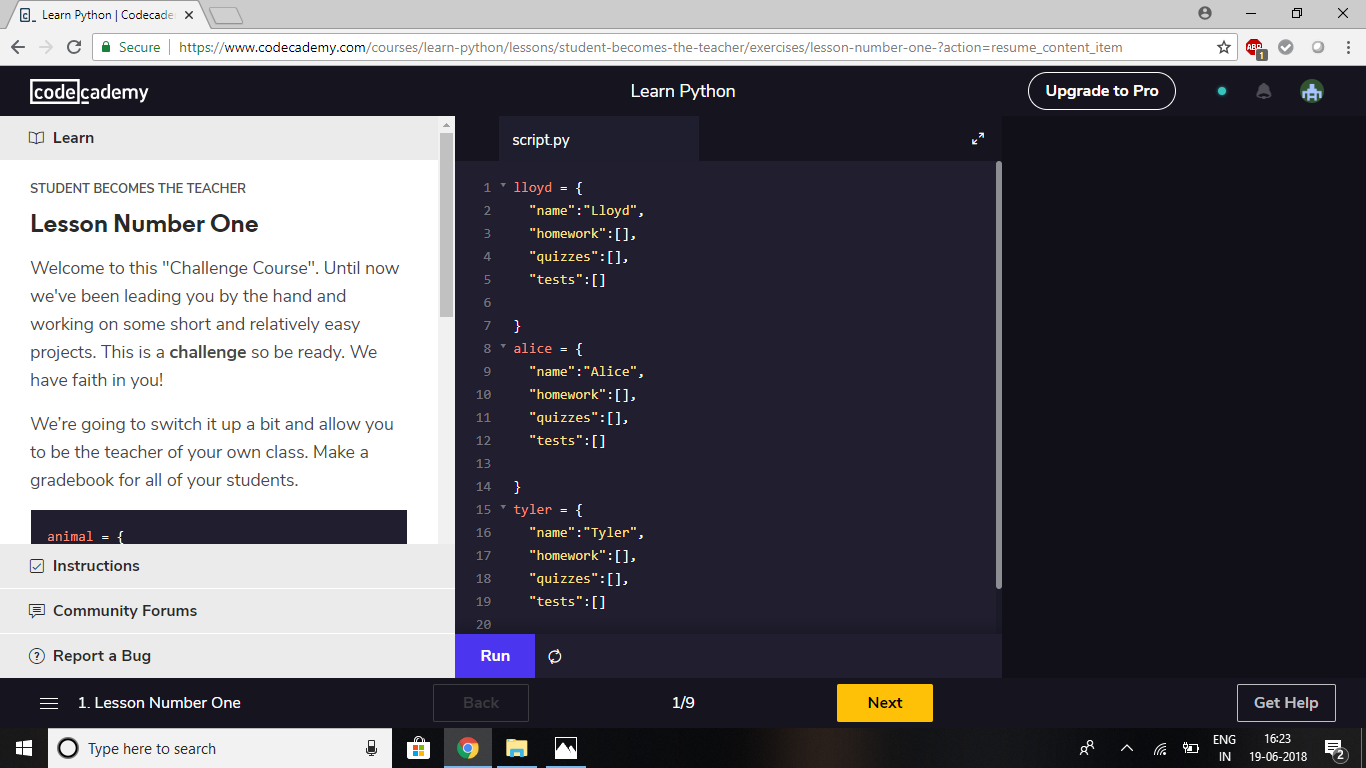 Learn Python | Codecade
Secure
https://www.codecademy.com/courses/learn-python/lessons/student-becomes-the-teacher/exercises/lesson-number-one-?action=resume_content_item
ABP
1
codecademy
Learn Python
Upgrade to Pro
Learn
STUDENT BECOMES THE TEACHER
Lesson Number One
Welcome to this "Challenge Course". Until now
we've been leading you by the hand and
working on some short and relatively easy
projects. This is a challenge so be ready. We
have faith in you!
We're going to switch it up a bit and allow you
to be the teacher of your own class. Make a
gradebook for all of your students.
animal = {
Instructions
Community Forums
Report a Bug
script.py
1 lloyd = {
2 "name":"Lloyd",
3 "homework":[],
4 "quizzes":[],
5 "tests":[]
6
7 }
8 alice = {
9 "name":"Alice",
10 "homework":[],
11 "quizzes":[],
12 "tests":[]
13
14 }
15 tyler = {
16 "name":"Tyler",
17 "homework":[],
18 "quizzes":[],
19 "tests":[]
20
Run
1. Lesson Number One
Back
1/9
Next
Get Help
Type here to search
ENG
IN
16:23
19-06-2018
2